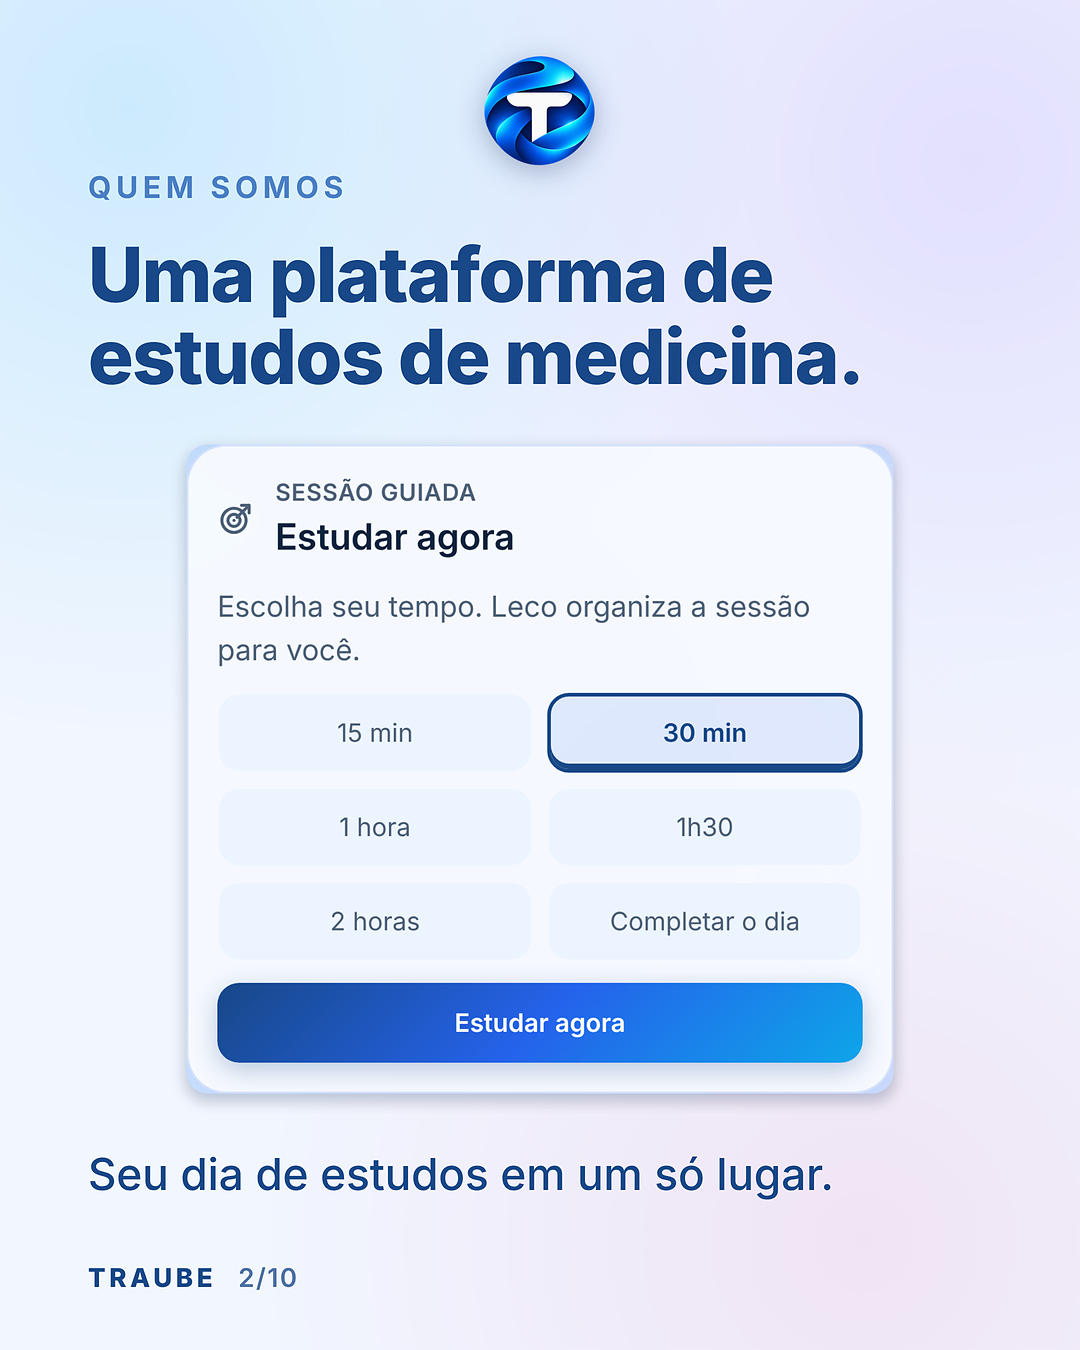 T
QUEM SOMOS
Uma plataforma de
estudos de medicina.
SESSÃO GUIADA
Estudar agora
Escolha seu tempo. Leco organiza a sessão
para você.
15 min
30 min
1 hora
1h30
2 horas
Completar o dia
Estudar agora
Seu dia de estudos em um só lugar.
TRAUBE 2/10